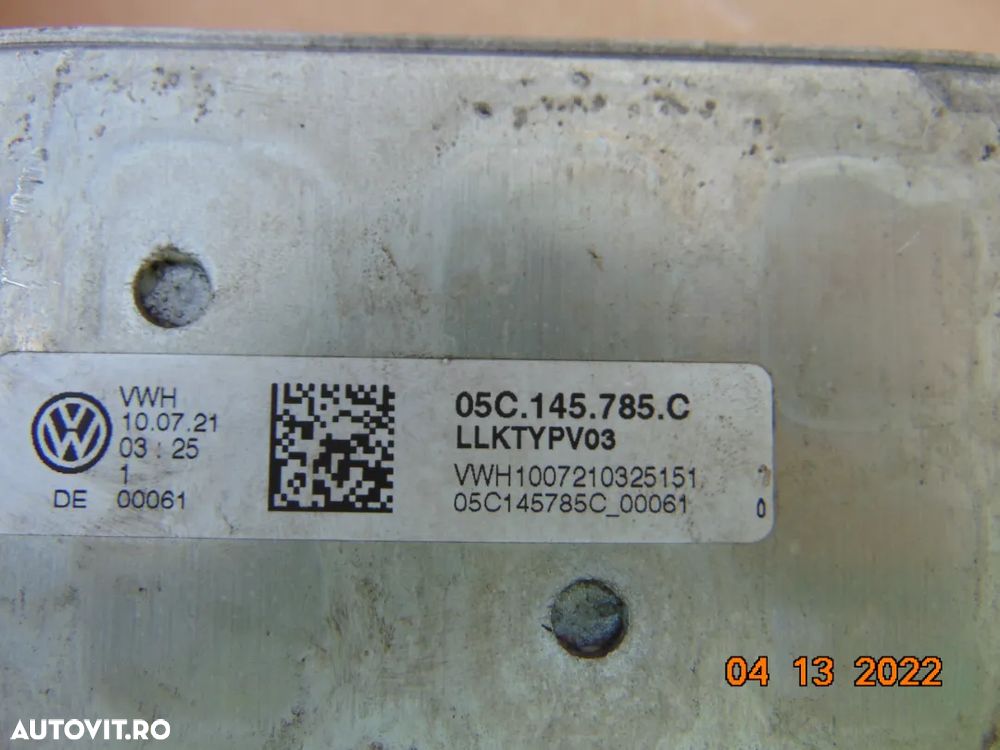 VWH
10.07.21
03 : 25
1
DE 00061
05C.145.785.C
LLKTYPV03
VWH1007210325151
05C145785C_00061
0
04 13 2022
AUTOVIT.RO